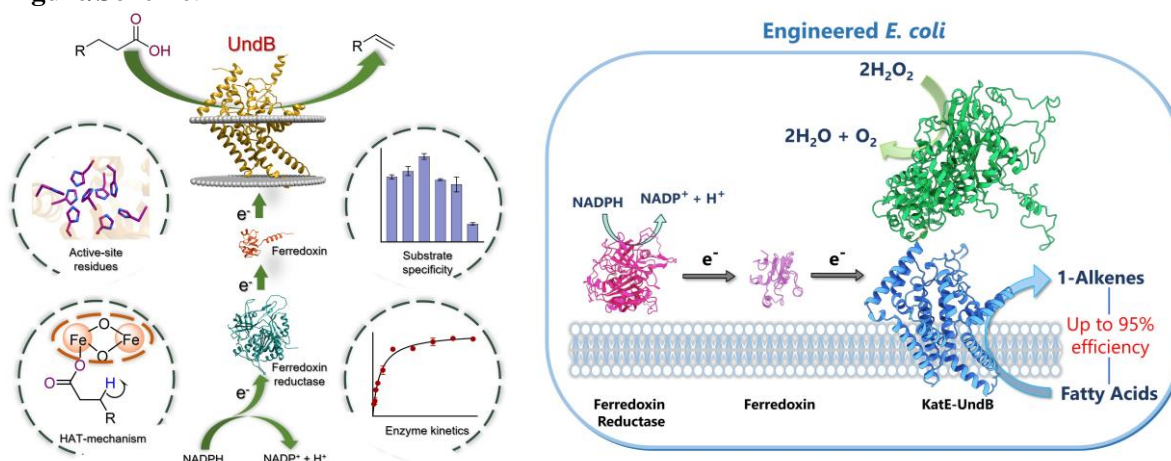 O
OH
R
UndB
R
Active-site
residues
e-
Ferredoxin
Substrate
specificity
e-
Fe
O
Fe
O
O
O
H
R
HAT-mechanism
Ferredoxin
reductase
e-
Enzyme kinetics
NADPH
NADP+ + H+
Engineered E. coli
2H₂O₂
2H₂O + O₂
NADPH
NADP+ + H+
e-
e-
1-Alkenes
Up to 95%
efficiency
Fatty Acids
Ferredoxin
Reductase
Ferredoxin
KatE-UndB